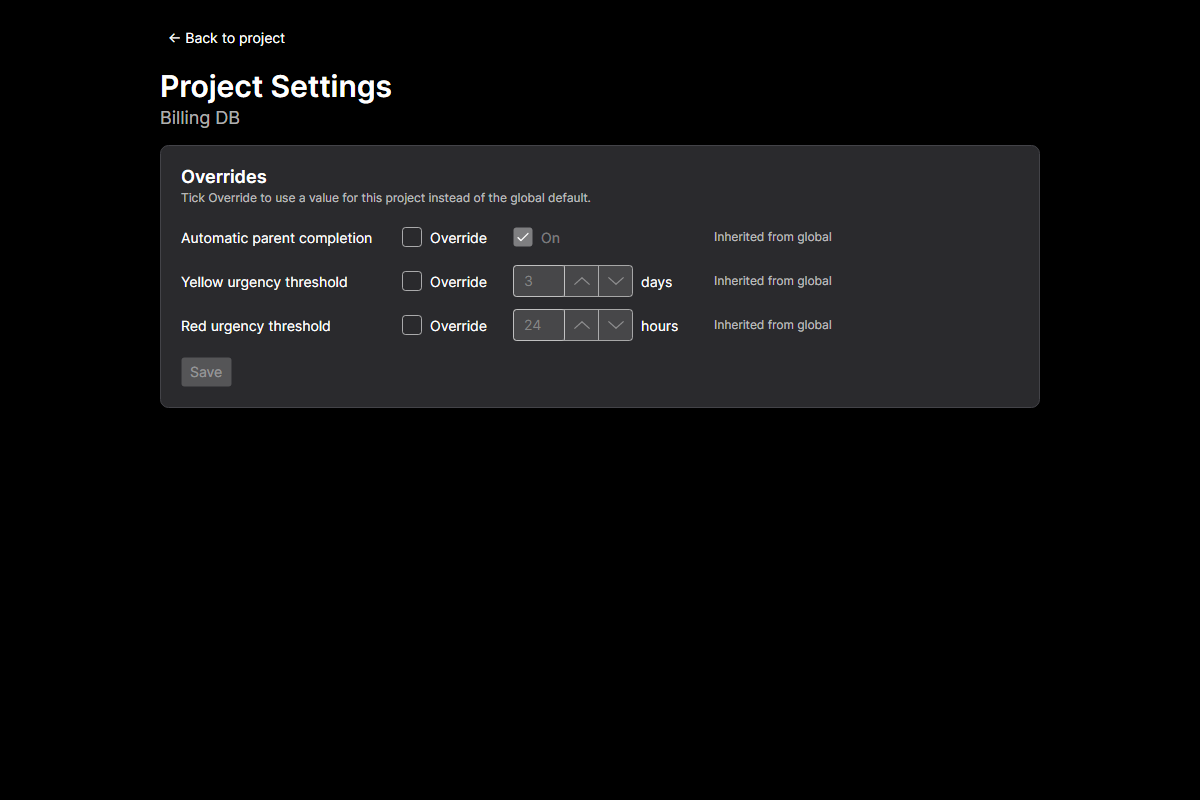 ← Back to project
Project Settings
Billing DB
Overrides
Tick Override to use a value for this project instead of the global default.
Automatic parent completion Override On Inherited from global
Yellow urgency threshold Override 3 days Inherited from global
Red urgency threshold Override 24 hours Inherited from global
Save